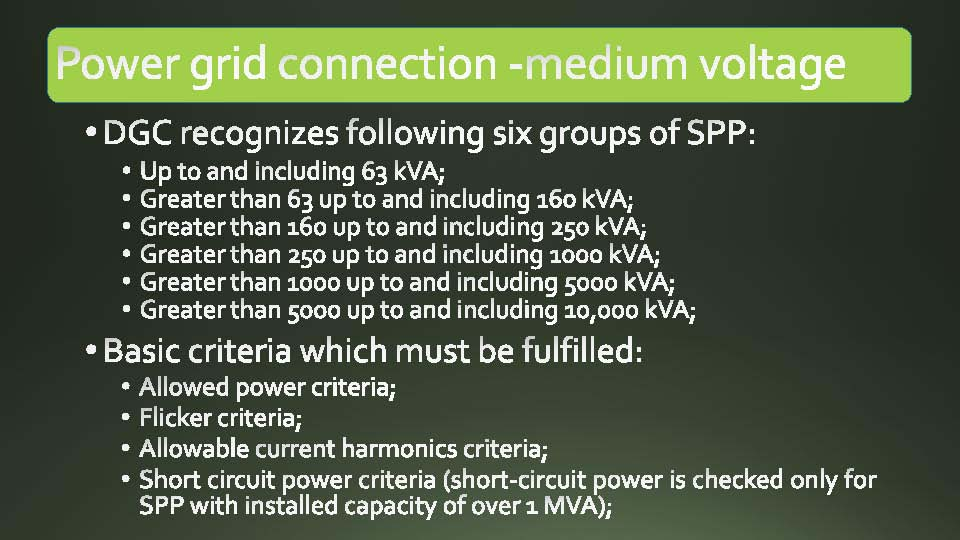 Power grid connection -medium voltage
•DGC recognizes following six groups of SPP:
• Up to and including 63 kVA;
• Greater than 63 up to and including 160 kVA;
• Greater than 160 up to and including 250 kVA;
• Greater than 250 up to and including 1000 kVA;
• Greater than 1000 up to and including 5000 kVA;
• Greater than 5000 up to and including 10,000 kVA;
•Basic criteria which must be fulfilled:
• Allowed power criteria;
• Flicker criteria;
• Allowable current harmonics criteria;
• Short circuit power criteria (short-circuit power is checked only for
SPP with installed capacity of over 1 MVA);